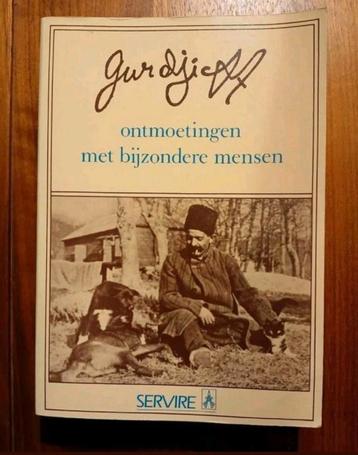 Gurdjieff
ontmoetingen
met bijzondere mensen
SERVIRE